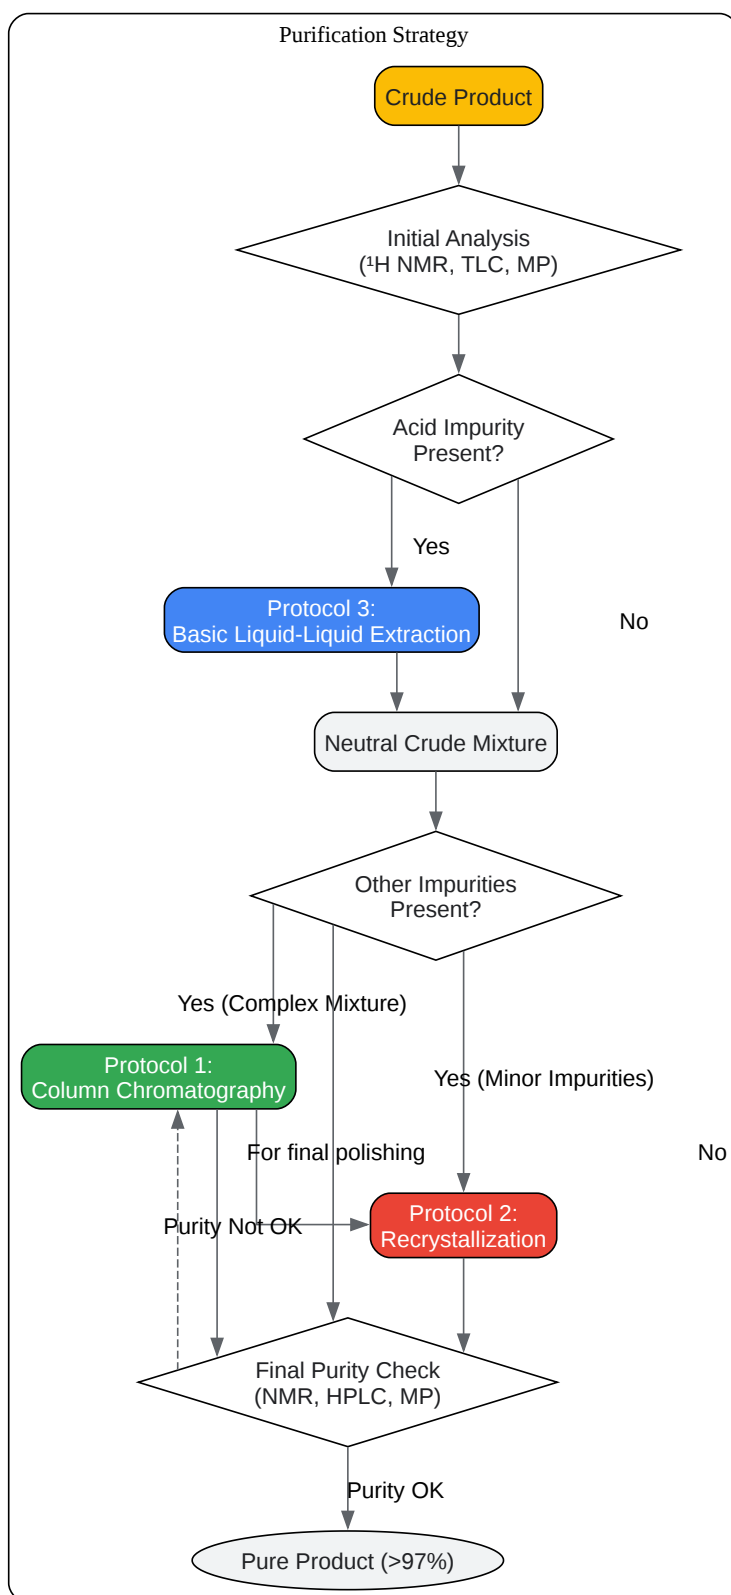 Purification Strategy
Crude Product
Initial Analysis
(¹H NMR, TLC, MP)
Acid Impurity
Present?
Yes
Protocol 3:
Basic Liquid-Liquid Extraction
No
Neutral Crude Mixture
Other Impurities
Present?
Yes (Complex Mixture)
Protocol 1:
Column Chromatography
Yes (Minor Impurities)
For final polishing
No
Purity Not OK
Protocol 2:
Recrystallization
Final Purity Check
(NMR, HPLC, MP)
Purity OK
Pure Product (>97%)